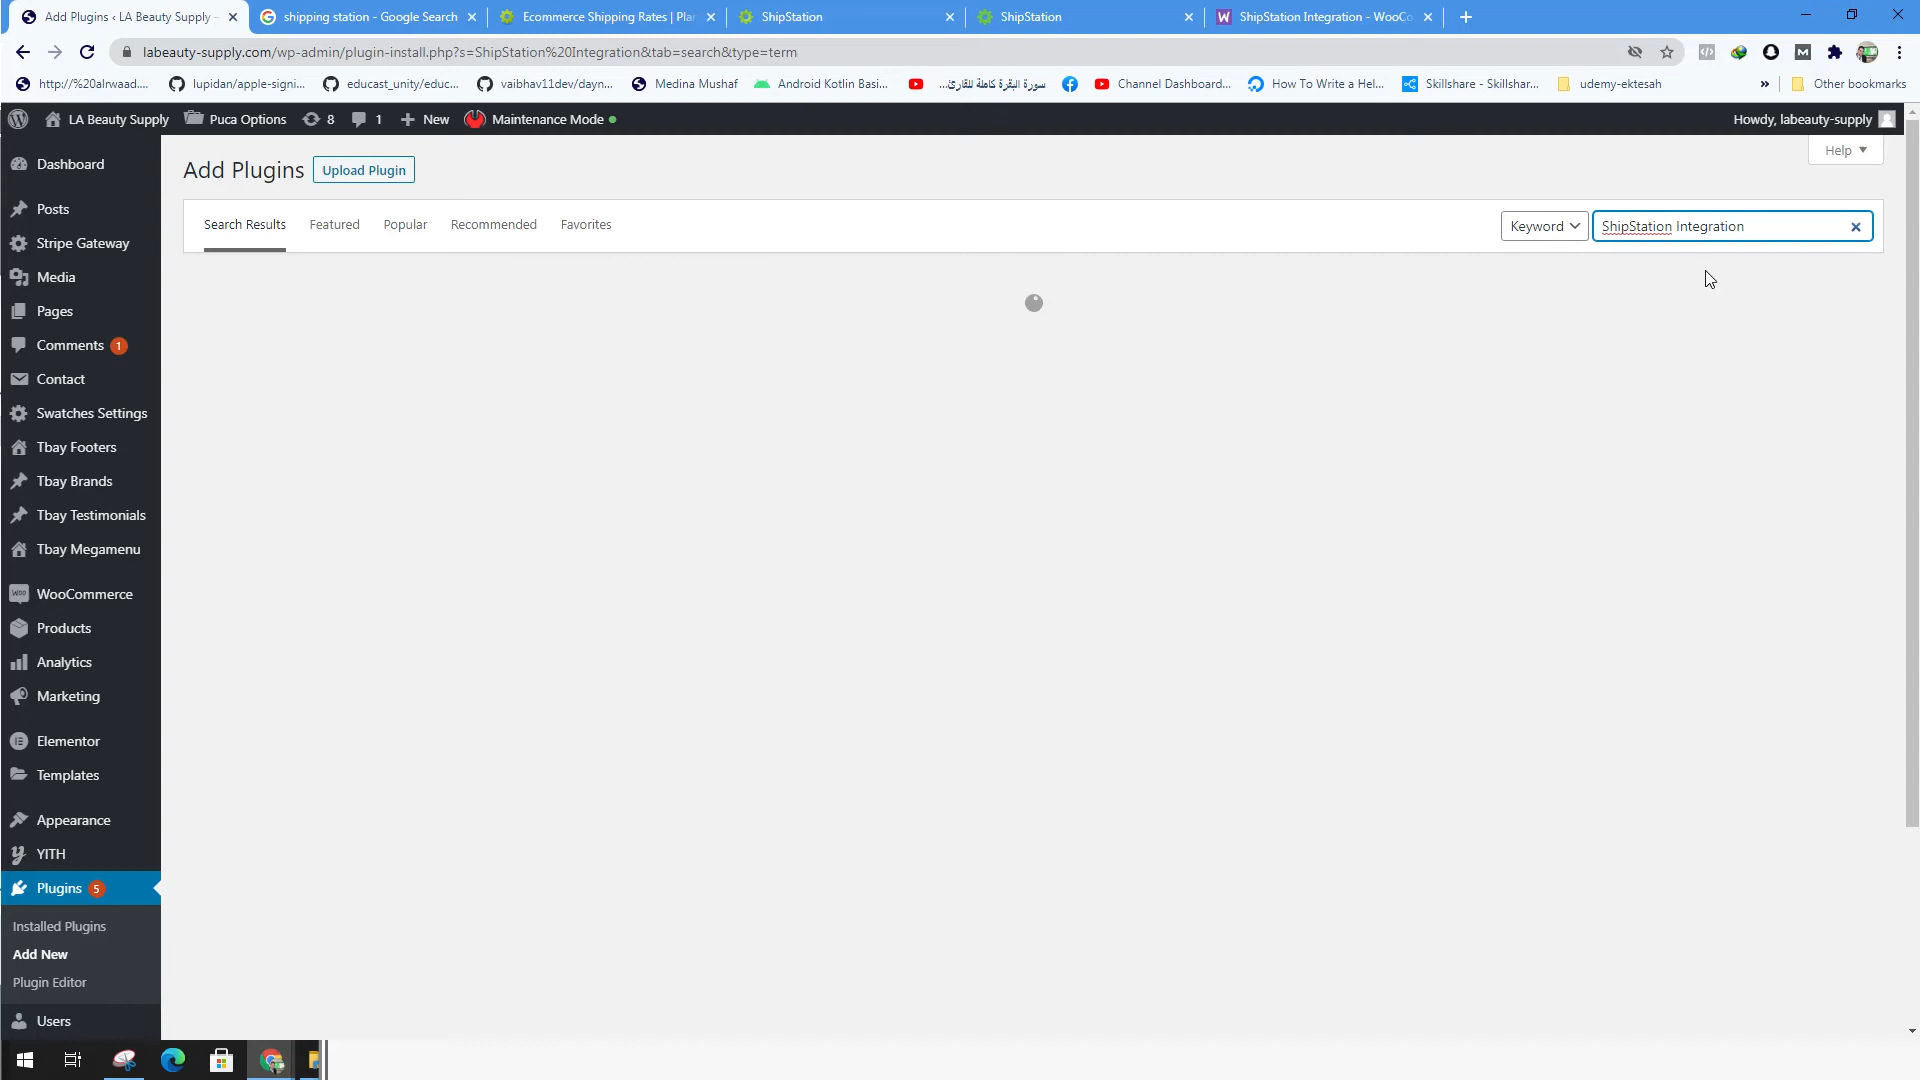 Add Plugins ‹ LA Beauty Supply –
shipping station - Google Search
Ecommerce Shipping Rates | Plan
ShipStation
ShipStation
ShipStation Integration - WooCo
labeauty-supply.com/wp-admin/plugin-install.php?s=ShipStation%20Integration&tab=search&type=term
http://%20alrwaad....
lupidan/apple-signi...
educast_unity/educ...
vaibhav11dev/dayn...
Medina Mushaf
Android Kotlin Basi...
سورة البقرة كاملة للقارئ...
Channel Dashboard...
How To Write a Hel...
Skillshare - Skillshar...
udemy-ektesah
»
Other bookmarks
LA Beauty Supply
Puca Options
8
1
New
Maintenance Mode
Howdy, labeauty-supply
Dashboard
Posts
Stripe Gateway
Media
Pages
Comments 1
Contact
Swatches Settings
Tbay Footers
Tbay Brands
Tbay Testimonials
Tbay Megamenu
WooCommerce
Products
Analytics
Marketing
Elementor
Templates
Appearance
YITH
Plugins 5
Installed Plugins
Add New
Plugin Editor
Users
Add Plugins
Upload Plugin
Help
Search Results
Featured
Popular
Recommended
Favorites
Keyword
ShipStation Integration